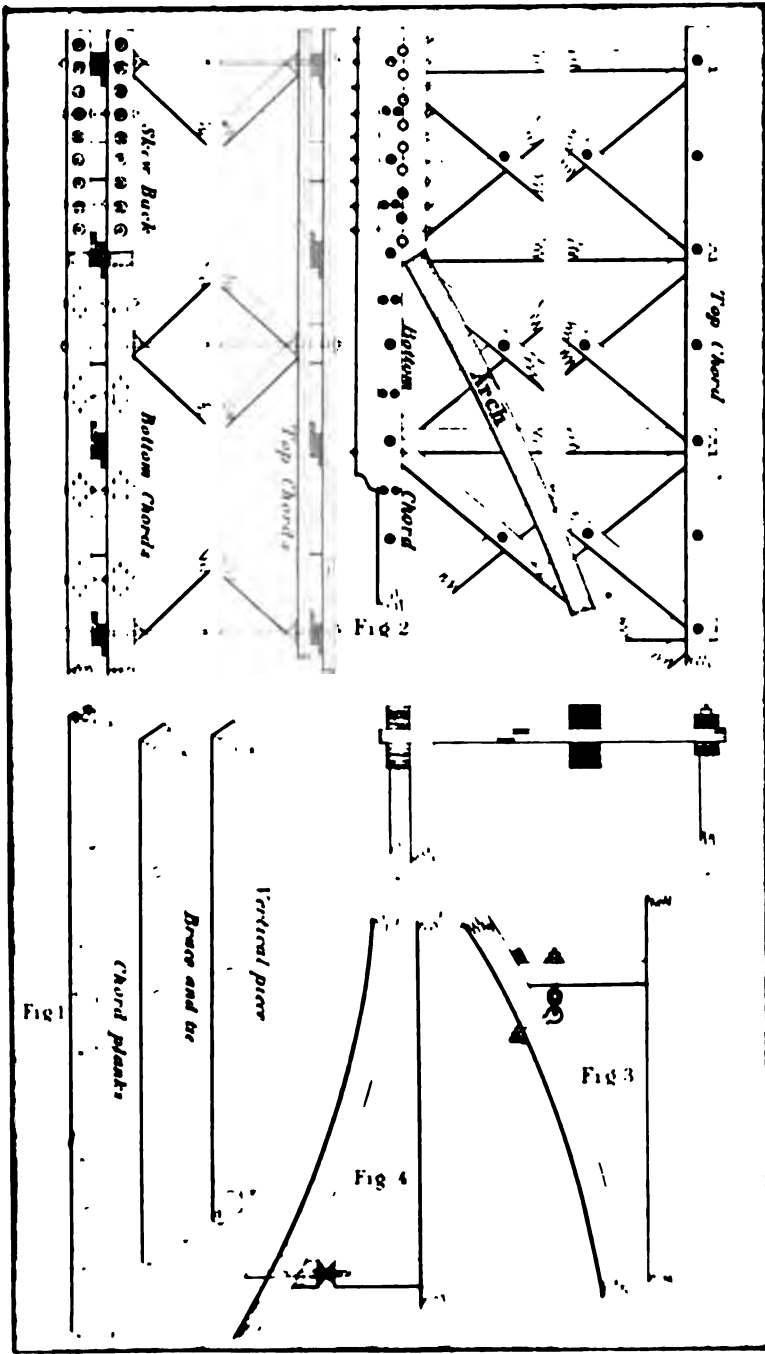 Skew Back
Bottom Chords
Top Chords
Top Chord
Bottom Chord
Arch
Fig 2
Vertical piece
Brace and tie
Chord planks
Fig 1
Fig 3
Fig 4